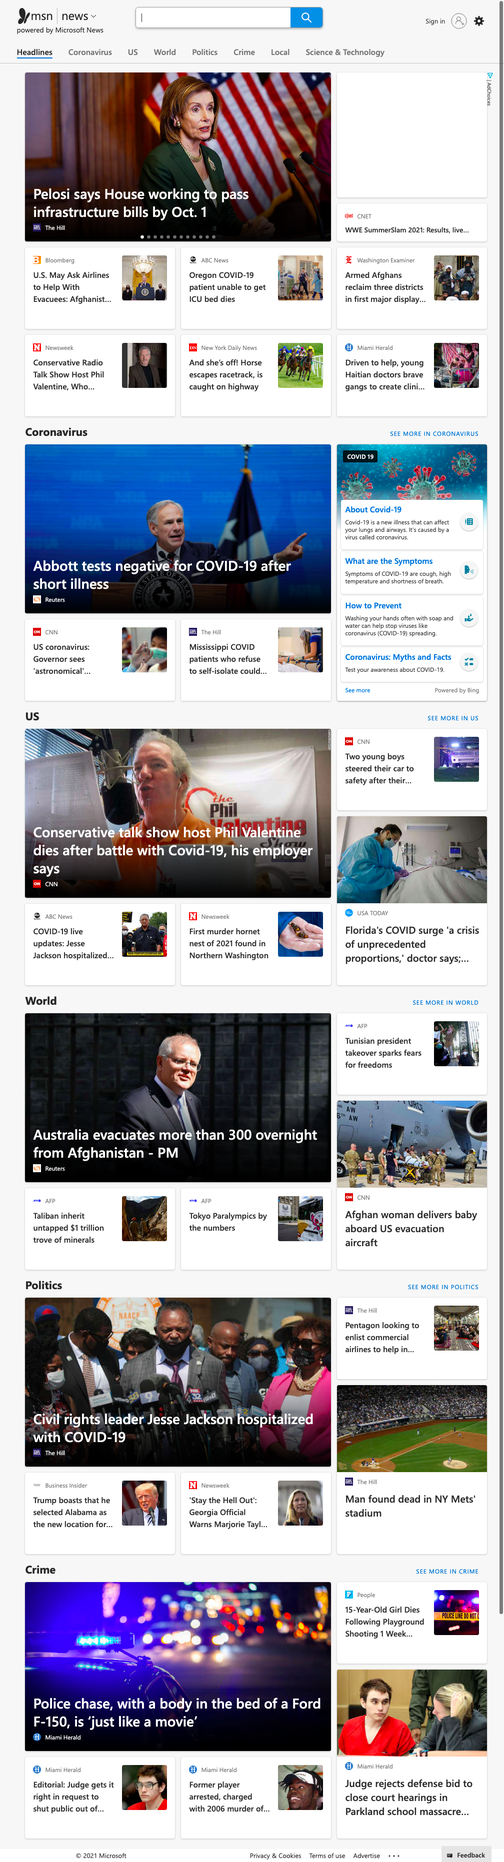 msn | news
powered by Microsoft News
Sign in
Headlines Coronavirus US World Politics Crime Local Science & Technology
Pelosi says House working to pass
infrastructure bills by Oct. 1
The Hill
AdChoices
CNET
WWE SummerSlam 2021: Results, live...
Bloomberg
U.S. May Ask Airlines
to Help With
Evacuees: Afghanist...
ABC News
Oregon COVID-19
patient unable to get
ICU bed dies
Washington Examiner
Armed Afghans
reclaim three districts
in first major display...
Newsweek
Conservative Radio
Talk Show Host Phil
Valentine, Who...
New York Daily News
And she's off! Horse
escapes racetrack, is
caught on highway
Miami Herald
Driven to help, young
Haitian doctors brave
gangs to create clini...
Coronavirus
SEE MORE IN CORONAVIRUS
Abbott tests negative for COVID-19 after
short illness
Reuters
COVID 19
About Covid-19
Covid-19 is a new illness that can affect
your lungs and airways. It's caused by a
virus called coronavirus.
What are the Symptoms
Symptoms of COVID-19 are cough, high
temperature and shortness of breath.
How to Prevent
Washing your hands often with soap and
water can help stop viruses like
coronavirus (COVID-19) spreading.
Coronavirus: Myths and Facts
Test your awareness about COVID-19.
See more
Powered by Bing
CNN
US coronavirus:
Governor sees
'astronomical'...
The Hill
Mississippi COVID
patients who refuse
to self-isolate could...
US
SEE MORE IN US
the
Phil
Valentine
Show
Conservative talk show host Phil Valentine
dies after battle with Covid-19, his employer
says
CNN
CNN
Two young boys
steered their car to
safety after their...
USA TODAY
Florida's COVID surge 'a crisis
of unprecedented
proportions,' doctor says;...
ABC News
COVID-19 live
updates: Jesse
Jackson hospitalized...
Newsweek
First murder hornet
nest of 2021 found in
Northern Washington
World
SEE MORE IN WORLD
Australia evacuates more than 300 overnight
from Afghanistan - PM
Reuters
AFP
Tunisian president
takeover sparks fears
for freedoms
AW
CNN
Afghan woman delivers baby
aboard US evacuation
aircraft
AFP
Taliban inherit
untapped $1 trillion
trove of minerals
AFP
Tokyo Paralympics by
the numbers
Politics
SEE MORE IN POLITICS
NAACP
Civil rights leader Jesse Jackson hospitalized
with COVID-19
The Hill
The Hill
Pentagon looking to
enlist commercial
airlines to help in...
The Hill
Man found dead in NY Mets'
stadium
Business Insider
Trump boasts that he
selected Alabama as
the new location for...
Newsweek
'Stay the Hell Out':
Georgia Official
Warns Marjorie Tayl...
Crime
SEE MORE IN CRIME
Police chase, with a body in the bed of a Ford
F-150, is 'just like a movie'
Miami Herald
People
15-Year-Old Girl Dies
Following Playground
Shooting 1 Week...
POLICE LINE DO NOT C
Miami Herald
Judge rejects defense bid to
close court hearings in
Parkland school massacre...
Miami Herald
Editorial: Judge gets it
right in request to
shut public out of...
Miami Herald
Former player
arrested, charged
with 2006 murder of...
© 2021 Microsoft
Privacy & Cookies Terms of use Advertise ...
Feedback